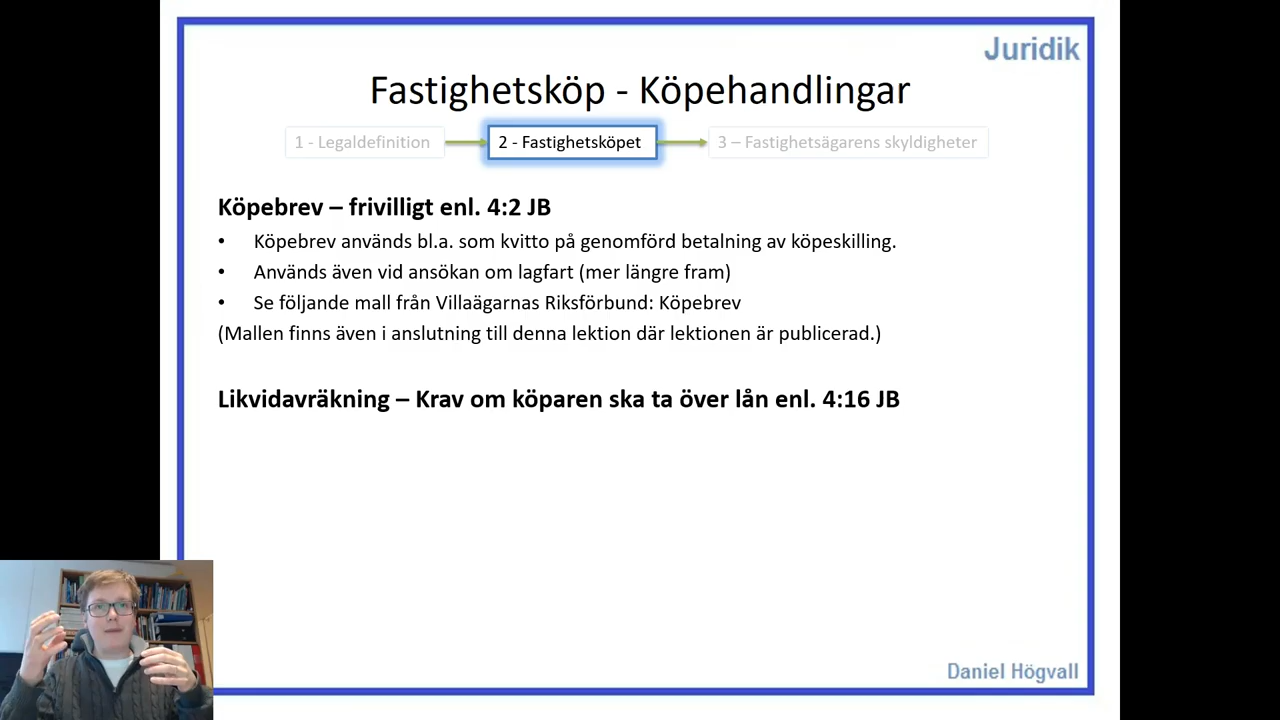 Juridik
Fastighetsköp - Köpehandlingar
1 - Legaldefinition
2 - Fastighetsköpet
3 – Fastighetsägarens skyldigheter
Köpebrev – frivilligt enl. 4:2 JB
• Köpebrev används bl.a. som kvitto på genomförd betalning av köpeskilling.
• Används även vid ansökan om lagfart (mer längre fram)
• Se följande mall från Villaägarnas Riksförbund: Köpebrev
(Mallen finns även i anslutning till denna lektion där lektionen är publicerad.)
Likvidavräkning – Krav om köparen ska ta över lån enl. 4:16 JB
Daniel Högvall